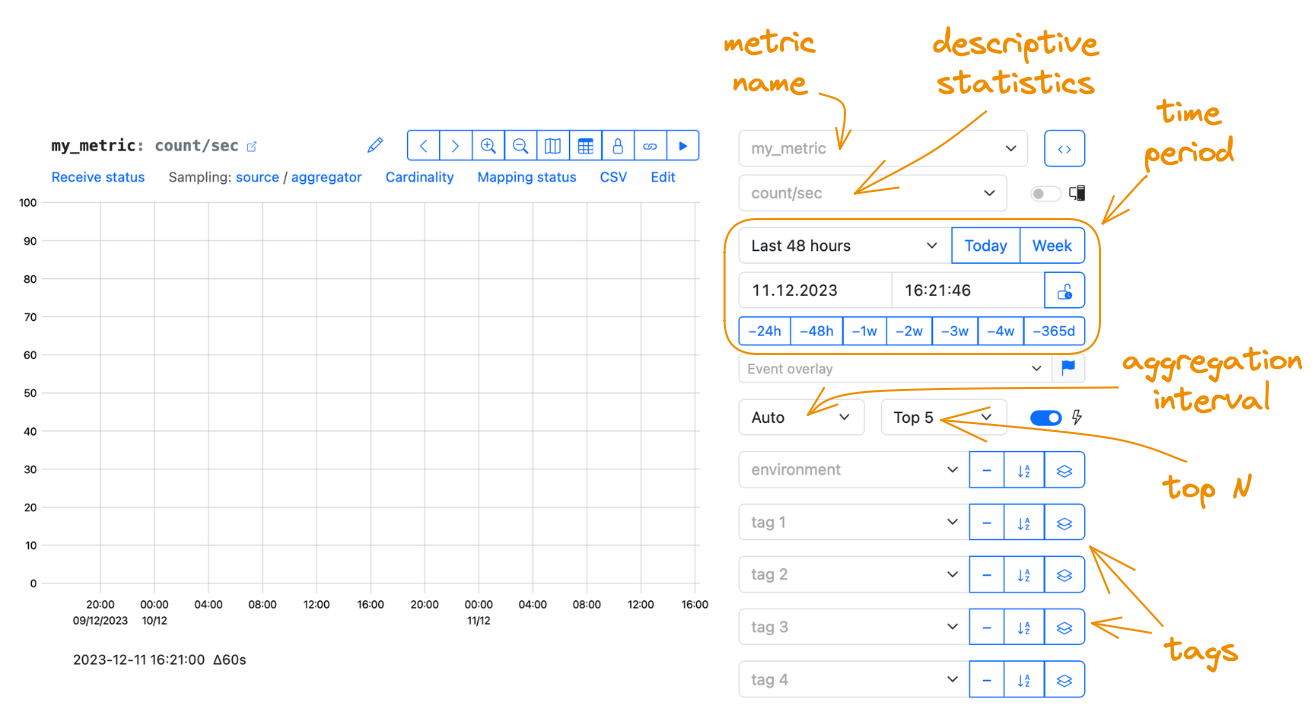 metric
name
descriptive
statistics
time
period
my_metric: count/sec
Receive status Sampling: source / aggregator Cardinality Mapping status CSV Edit
100
90
80
70
60
50
40
30
20
10
0
20:00 00:00 04:00 08:00 12:00 16:00 20:00 00:00 04:00 08:00 12:00 16:00
09/12/2023 10/12 11/12
2023-12-11 16:21:00 Δ60s
my_metric
count/sec
Last 48 hours Today Week
11.12.2023 16:21:46
−24h −48h −1w −2w −3w −4w −365d
Event overlay
aggregation
interval
Auto Top 5
top N
environment
tag 1
tag 2
tag 3
tag 4
tags